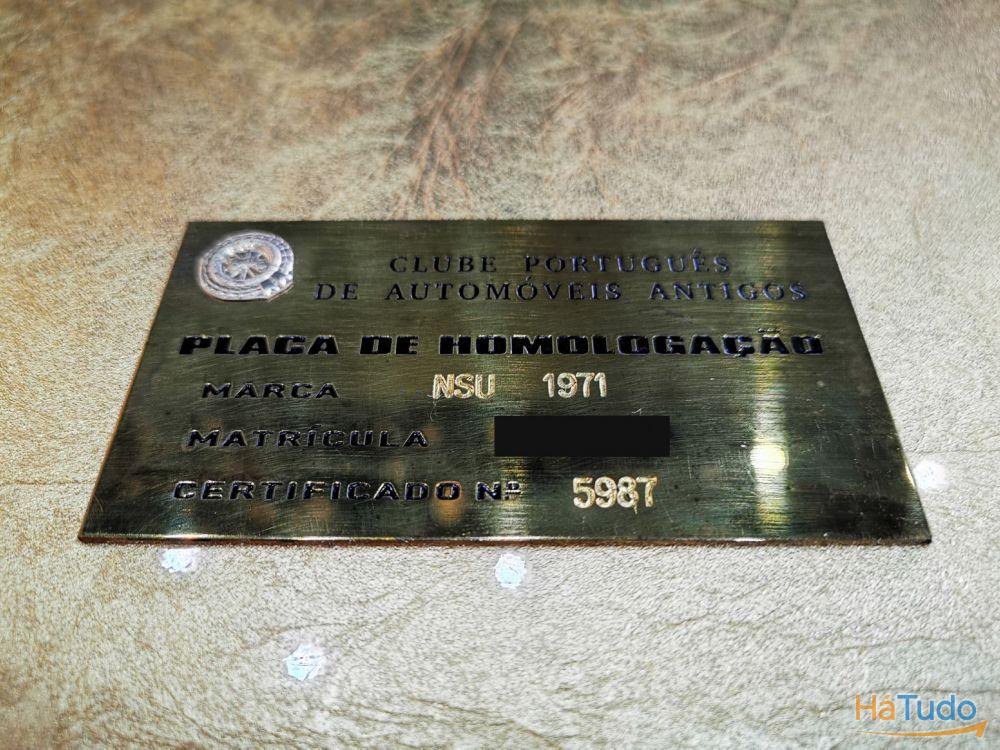 CLUBE PORTUGUÊS
DE AUTOMÓVEIS ANTIGOS
PLACA DE HOMOLOGAÇÃO
MARCA NSU 1971
MATRÍCULA
CERTIFICADO Nº 5987
HáTudo